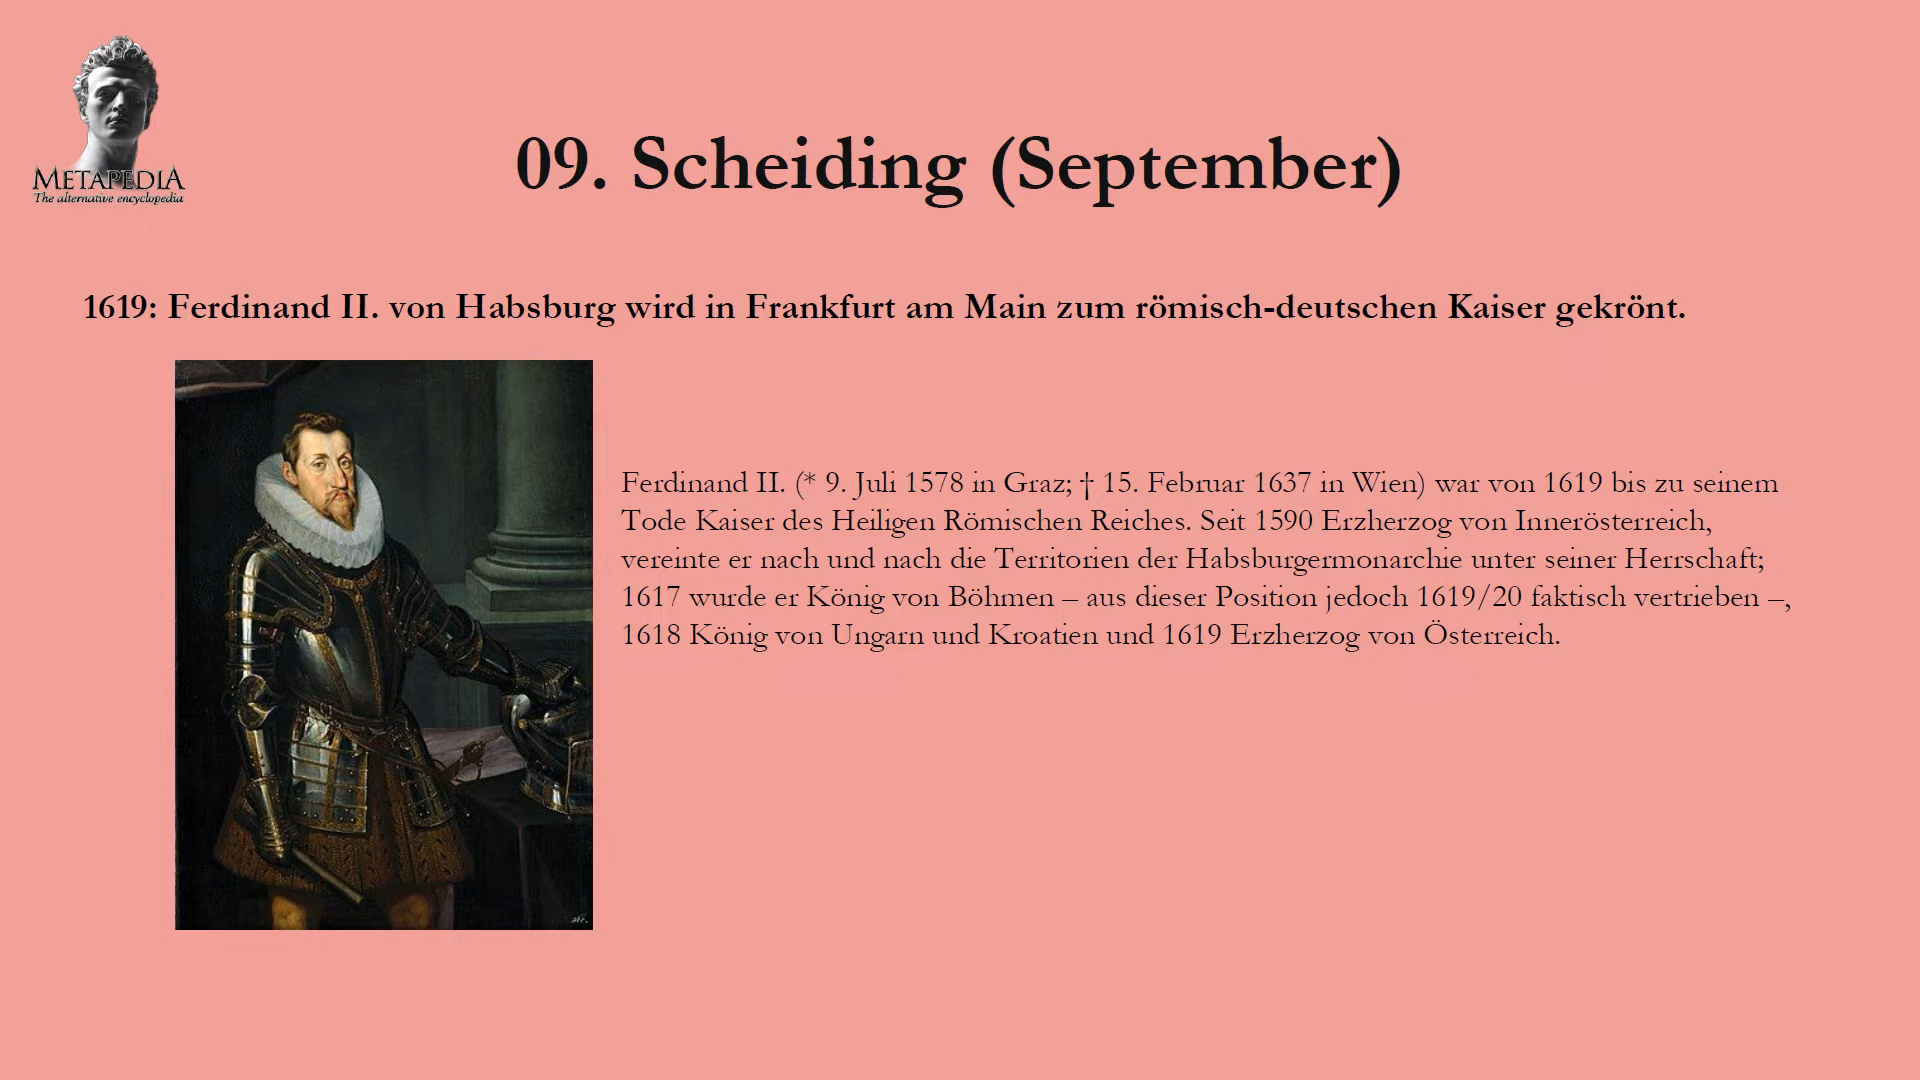 METAPEDIA
The alternative encyclopedia
09. Scheiding (September)
1619: Ferdinand II. von Habsburg wird in Frankfurt am Main zum römisch-deutschen Kaiser gekrönt.
Ferdinand II. (* 9. Juli 1578 in Graz; † 15. Februar 1637 in Wien) war von 1619 bis zu seinem
Tode Kaiser des Heiligen Römischen Reiches. Seit 1590 Erzherzog von Innerösterreich,
vereinte er nach und nach die Territorien der Habsburgermonarchie unter seiner Herrschaft;
1617 wurde er König von Böhmen – aus dieser Position jedoch 1619/20 faktisch vertrieben –,
1618 König von Ungarn und Kroatien und 1619 Erzherzog von Österreich.